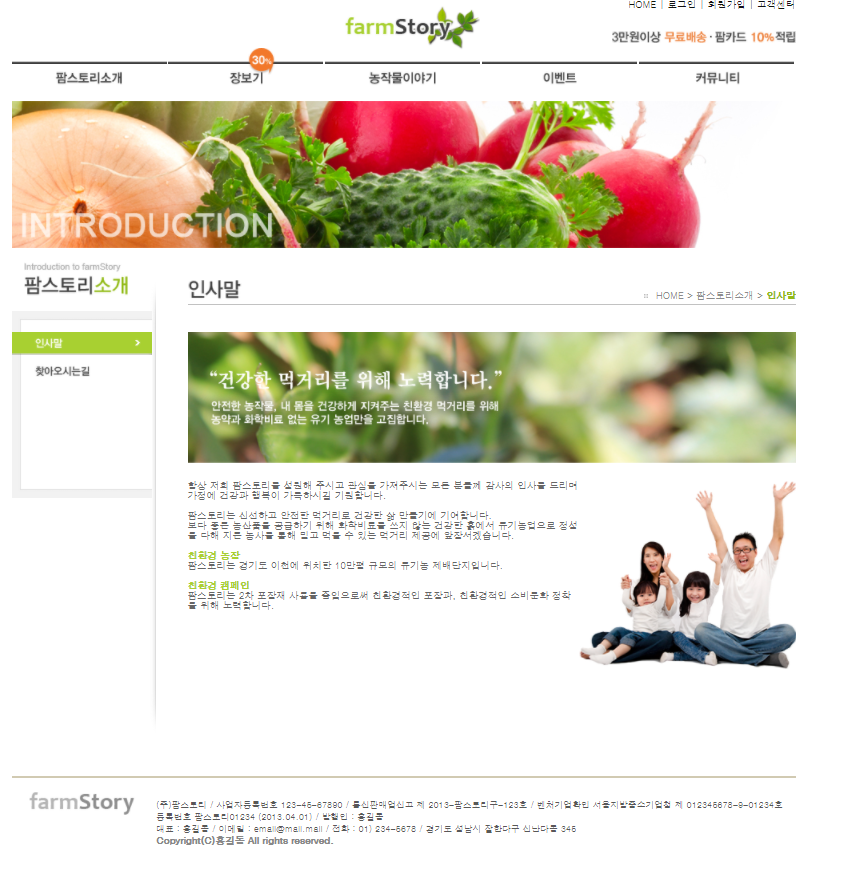 HOME | 로그인 | 회원가입 | 고객센터
farmStory
3만원이상 무료배송 · 팜카드 10%적립
30%
팜스토리소개 장보기 농작물이야기 이벤트 커뮤니티
INTRODUCTION
Introduction to farmStory
팜스토리소개
인사말
찾아오시는길
인사말
HOME > 팜스토리소개 > 인사말
“건강한 먹거리를 위해 노력합니다.”
안전한 농작물, 내 몸을 건강하게 지켜주는 친환경 먹거리를 위해
농약과 화학비료 없는 유기 농업만을 고집합니다.
항상 저희 팜스토리를 성원해 주시고 관심을 가져주시는 모든 분들께 감사의 인사를 드리며
가정에 건강과 행복이 가득하시길 기원합니다.
팜스토리는 신선하고 안전한 먹거리로 건강한 삶 만들기에 기여합니다.
보다 좋은 농산품을 공급하기 위해 화학비료를 쓰지 않는 건강한 흙에서 유기농업으로 정성
을 다해 지은 농사를 통해 믿고 먹을 수 있는 먹거리 제공에 앞장서겠습니다.
친환경 농장
팜스토리는 경기도 이천에 위치한 10만평 규모의 유기농 재배단지입니다.
친환경 캠페인
팜스토리는 2차 포장재 사용을 줄임으로써 친환경적인 포장과, 친환경적인 소비문화 정착
을 위해 노력합니다.
farmStory
(주)팜스토리 / 사업자등록번호 123-45-67890 / 통신판매업신고 제 2013-팜스토리구-123호 / 벤처기업확인 서울지방중소기업청 제 012345678-9-01234호
등록번호 팜스토리01234 (2013.04.01) / 발행인 : 홍길동
대표 : 홍길동 / 이메일 : email@mail.mail / 전화 : 01) 234-5678 / 경기도 성남시 잘한다구 신난다동 345
Copyright(C)홍길동 All rights reserved.